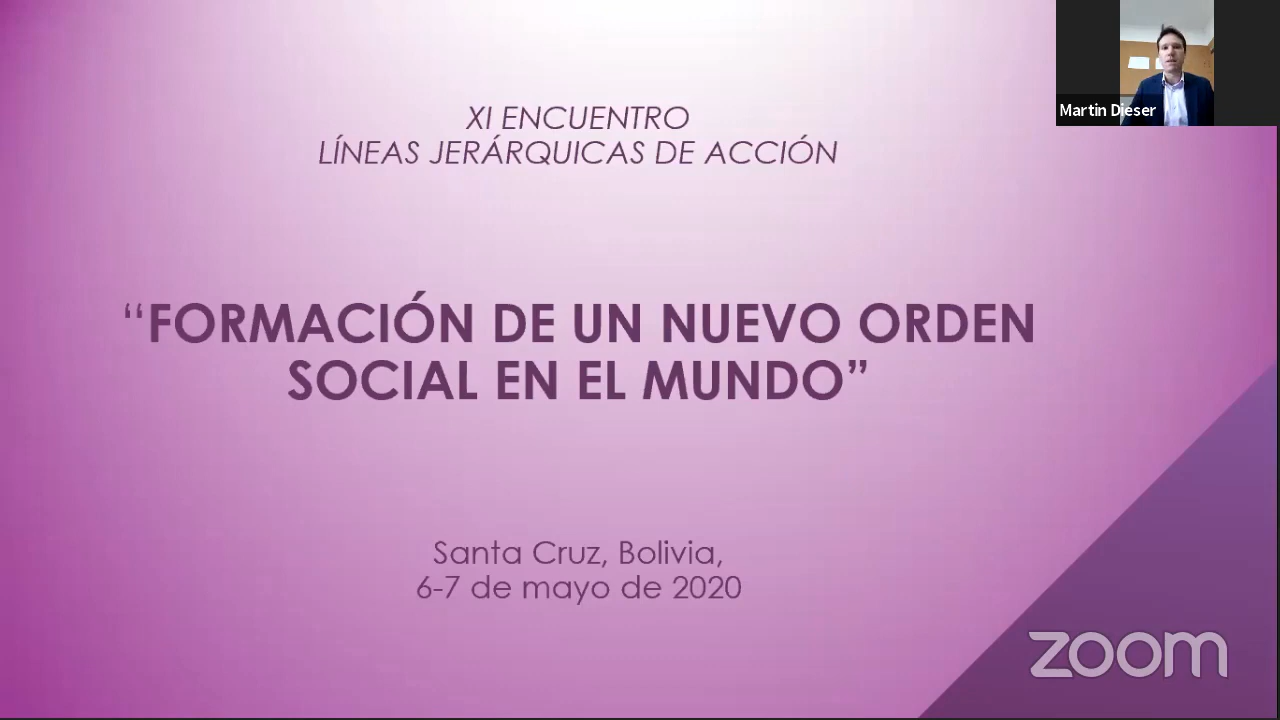 XI ENCUENTRO
LÍNEAS JERÁRQUICAS DE ACCIÓN
“FORMACIÓN DE UN NUEVO ORDEN
SOCIAL EN EL MUNDO”
Santa Cruz, Bolivia,
6-7 de mayo de 2020
Martin Dieser
zoom